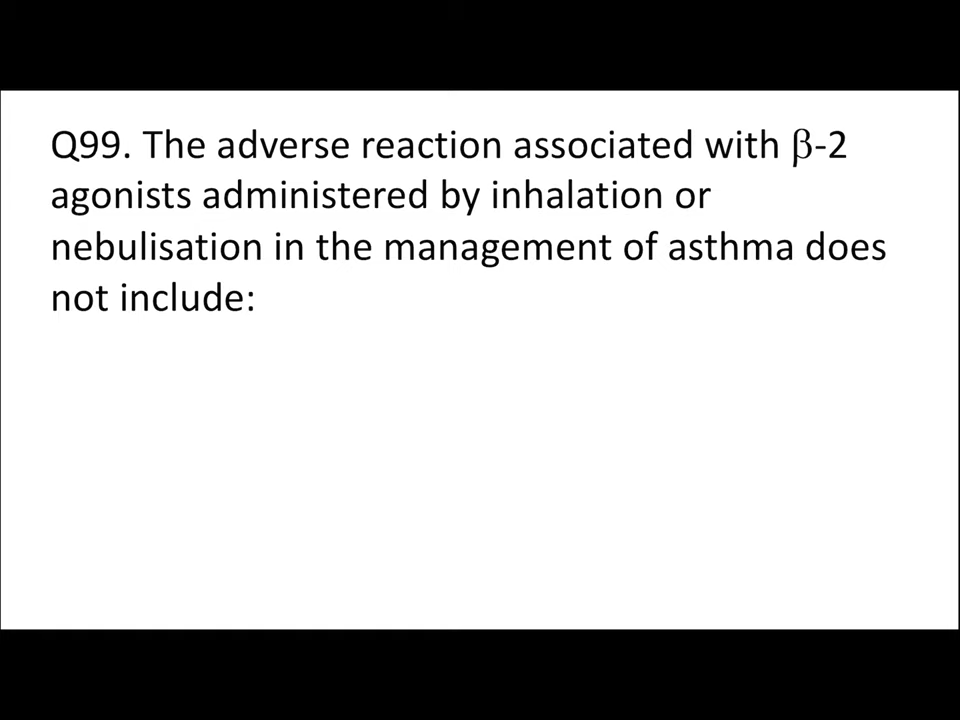 Q99. The adverse reaction associated with β-2
agonists administered by inhalation or
nebulisation in the management of asthma does
not include: